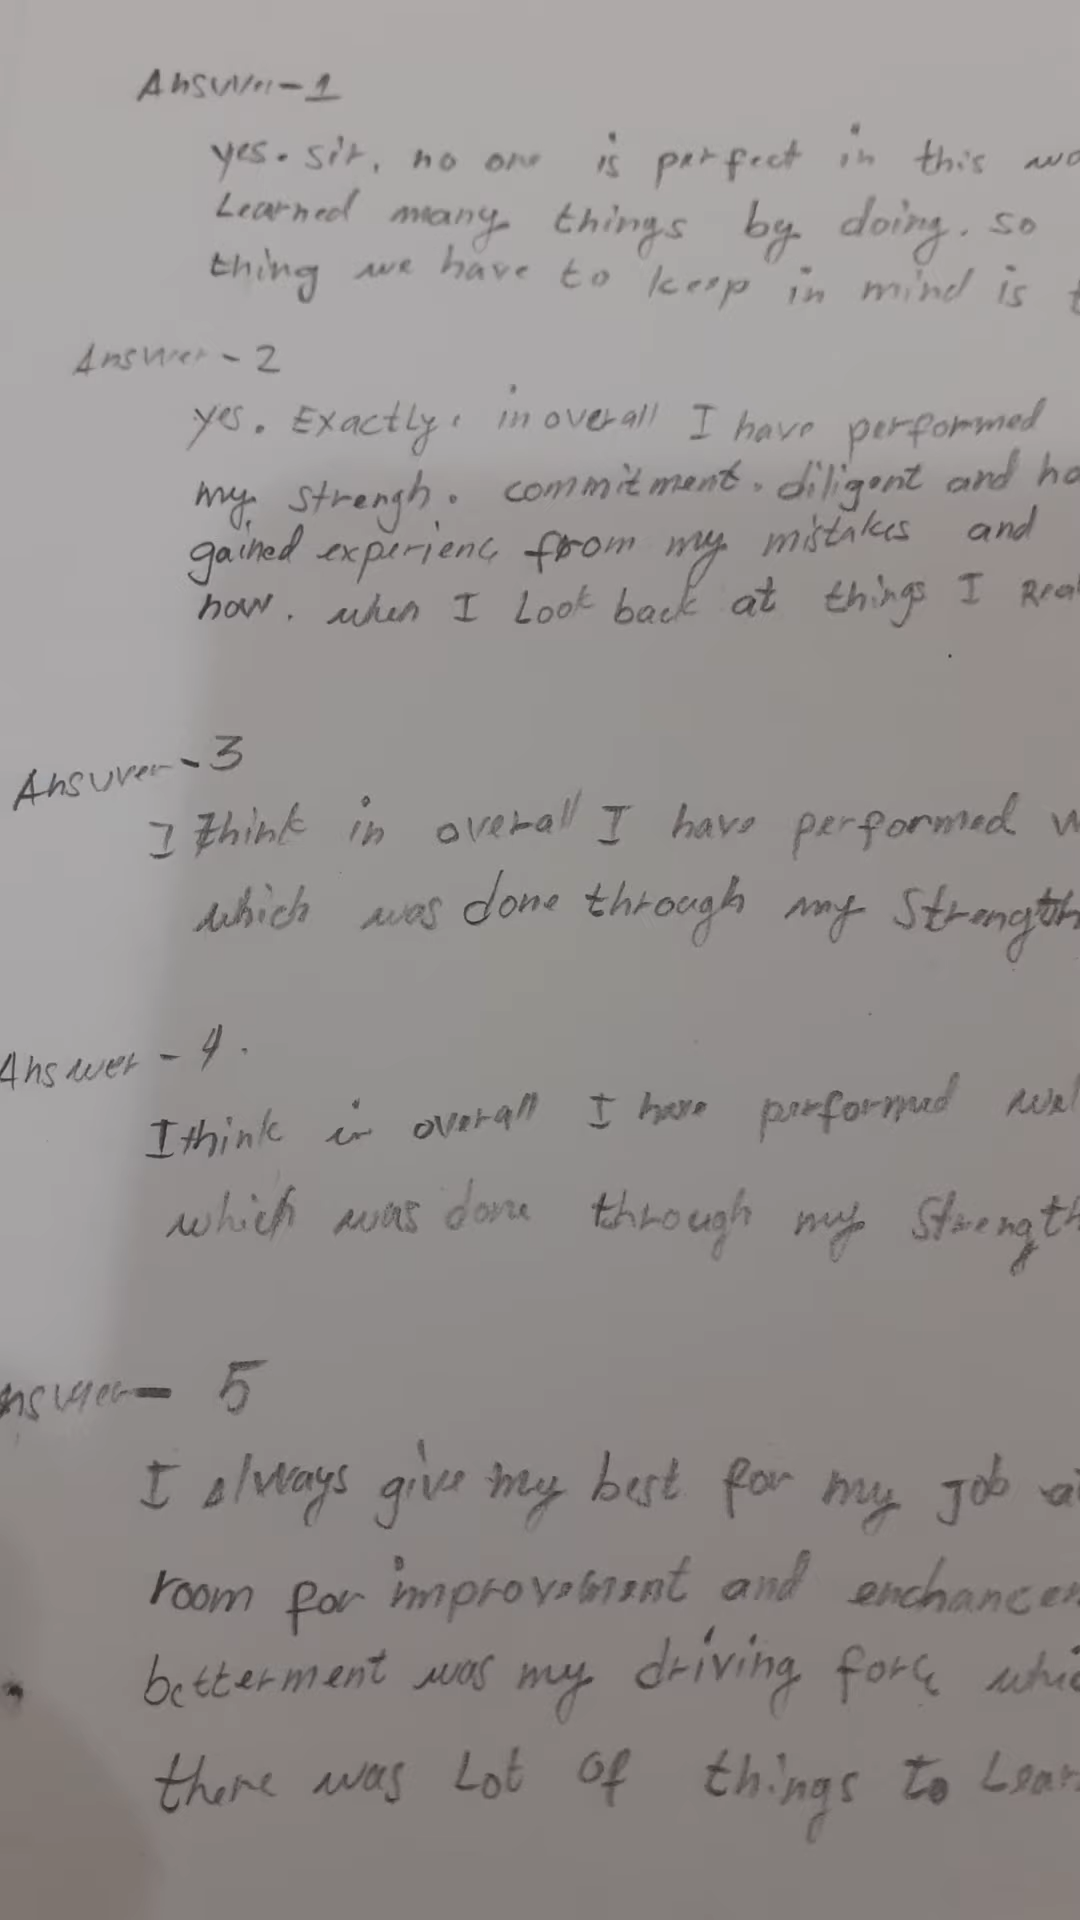 Answer-1
yes. sir, no one is perfect in this
Learned many things by doing. so
thing we have to keep in mind is
Answer - 2
yes. Exactly. in overall I have performed
my strengh. commitment. diligent and
gained experienc from my mistakes and
now. when I Look back at things I
Answer - 3
I think in overall I have performed
which was done through my Strength
Answer - 4.
I think in overall I have performed
which was done through my Strength
Answer - 5
I always give my best for my job
room for improvement and
betterment was my driving forc
there was Lot of things to